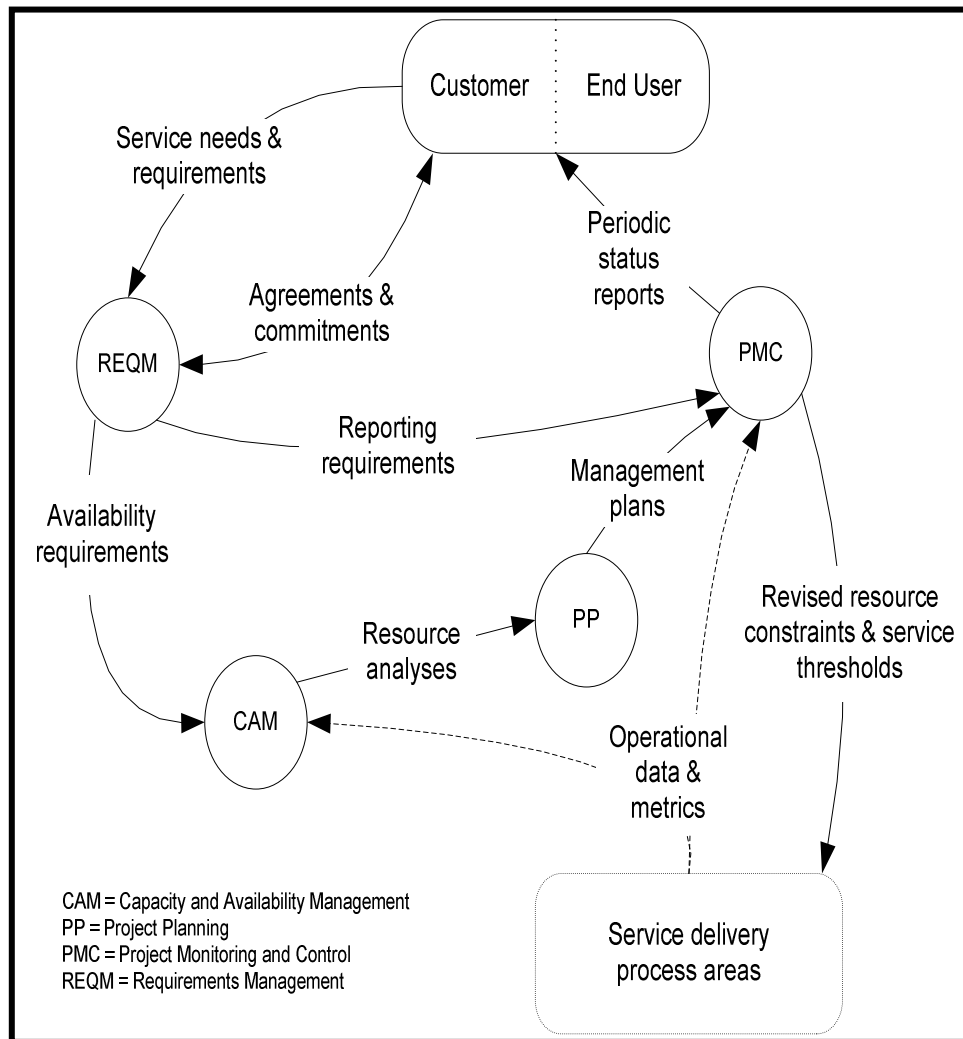 Customer
End User
Service needs &
requirements
Periodic
status
reports
Agreements &
commitments
REQM
PMC
Reporting
requirements
Management
plans
Availability
requirements
PP
Revised resource
constraints & service
thresholds
Resource
analyses
CAM
Operational
data &
metrics
CAM = Capacity and Availability Management
PP = Project Planning
PMC = Project Monitoring and Control
REQM = Requirements Management
Service delivery
process areas